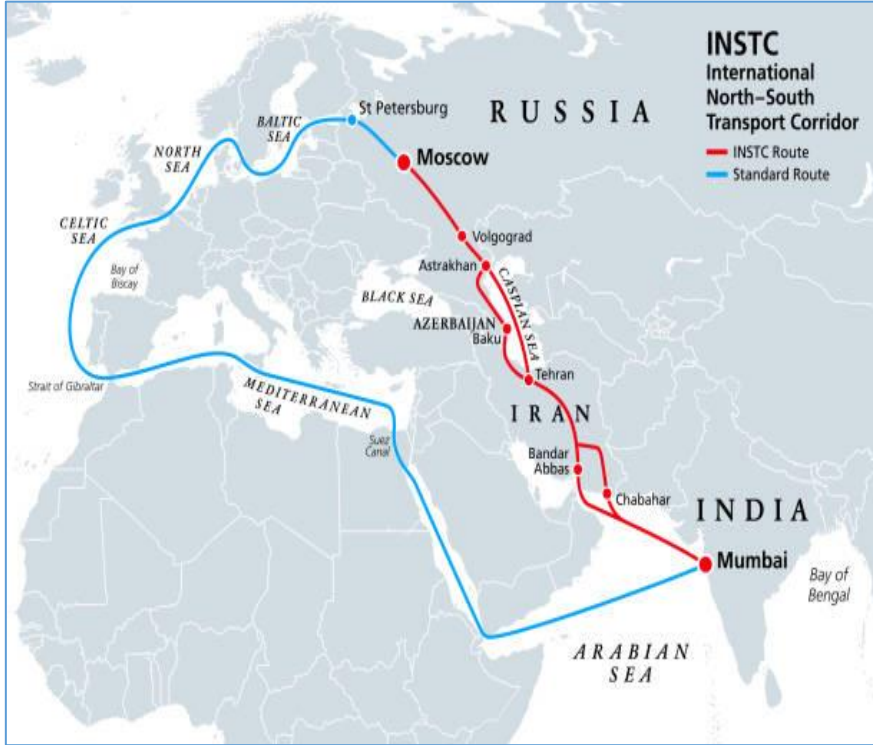 INSTC
International
North–South
Transport Corridor
INSTC Route
Standard Route
RUSSIA
St Petersburg
BALTIC
SEA
NORTH
SEA
Moscow
CELTIC
SEA
Volgograd
Bay of
Biscay
Astrakhan
CASPIAN SEA
BLACK SEA
AZERBAIJAN
Baku
Tehran
Strait of Gibraltar
MEDITERRANEAN
SEA
IRAN
Suez
Canal
Bandar
Abbas
Chabahar
INDIA
Mumbai
Bay of
Bengal
ARABIAN
SEA